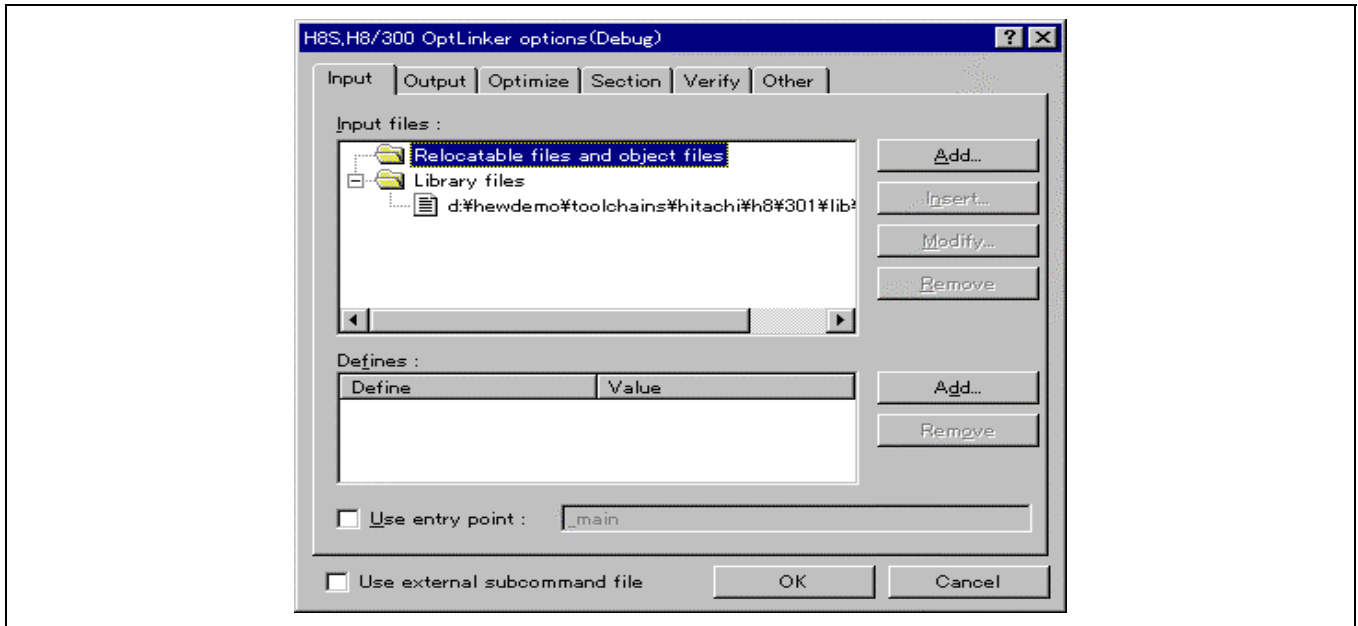 H8S,H8/300 OptLinker options(Debug)
Input Output Optimize Section Verify Other
Input files :
Relocatable files and object files
Library files
d:¥hewdemo¥toolchains¥hitachi¥h8¥301¥lib¥
Add...
Insert...
Modify...
Remove
Defines :
Define Value
Add...
Remove
Use entry point : _main
Use external subcommand file OK Cancel